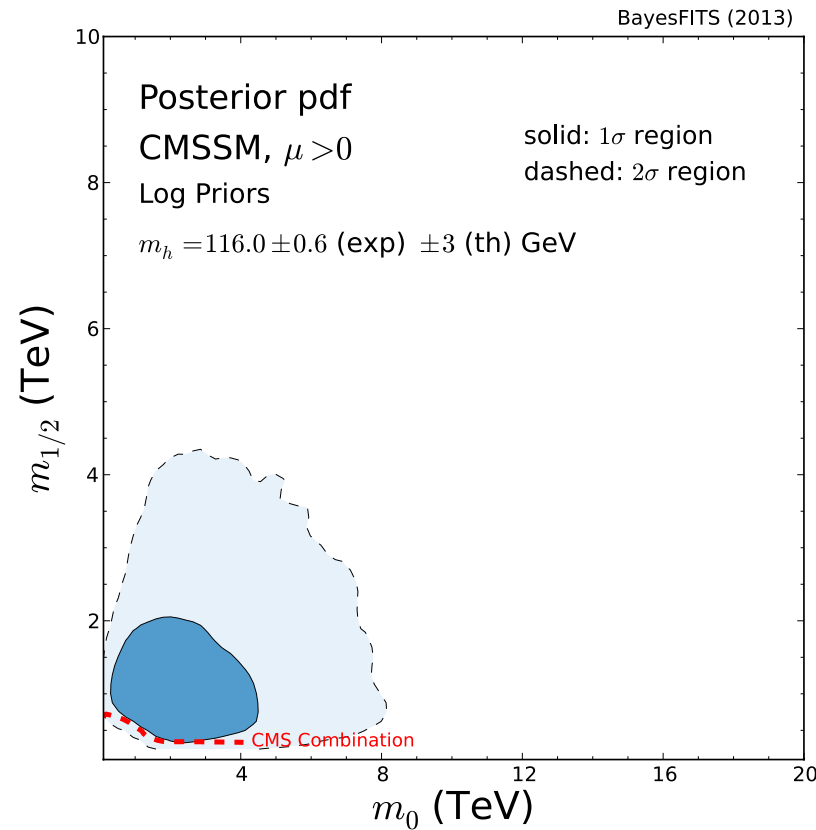 BayesFITS (2013)
10
Posterior pdf
CMSSM, μ >0
solid: 1σ region
dashed: 2σ region
Log Priors
m_h =116.0 ±0.6 (exp) ±3 (th) GeV
8
6
m_{1/2} (TeV)
4
2
CMS Combination
4 8 12 16 20
m_0 (TeV)